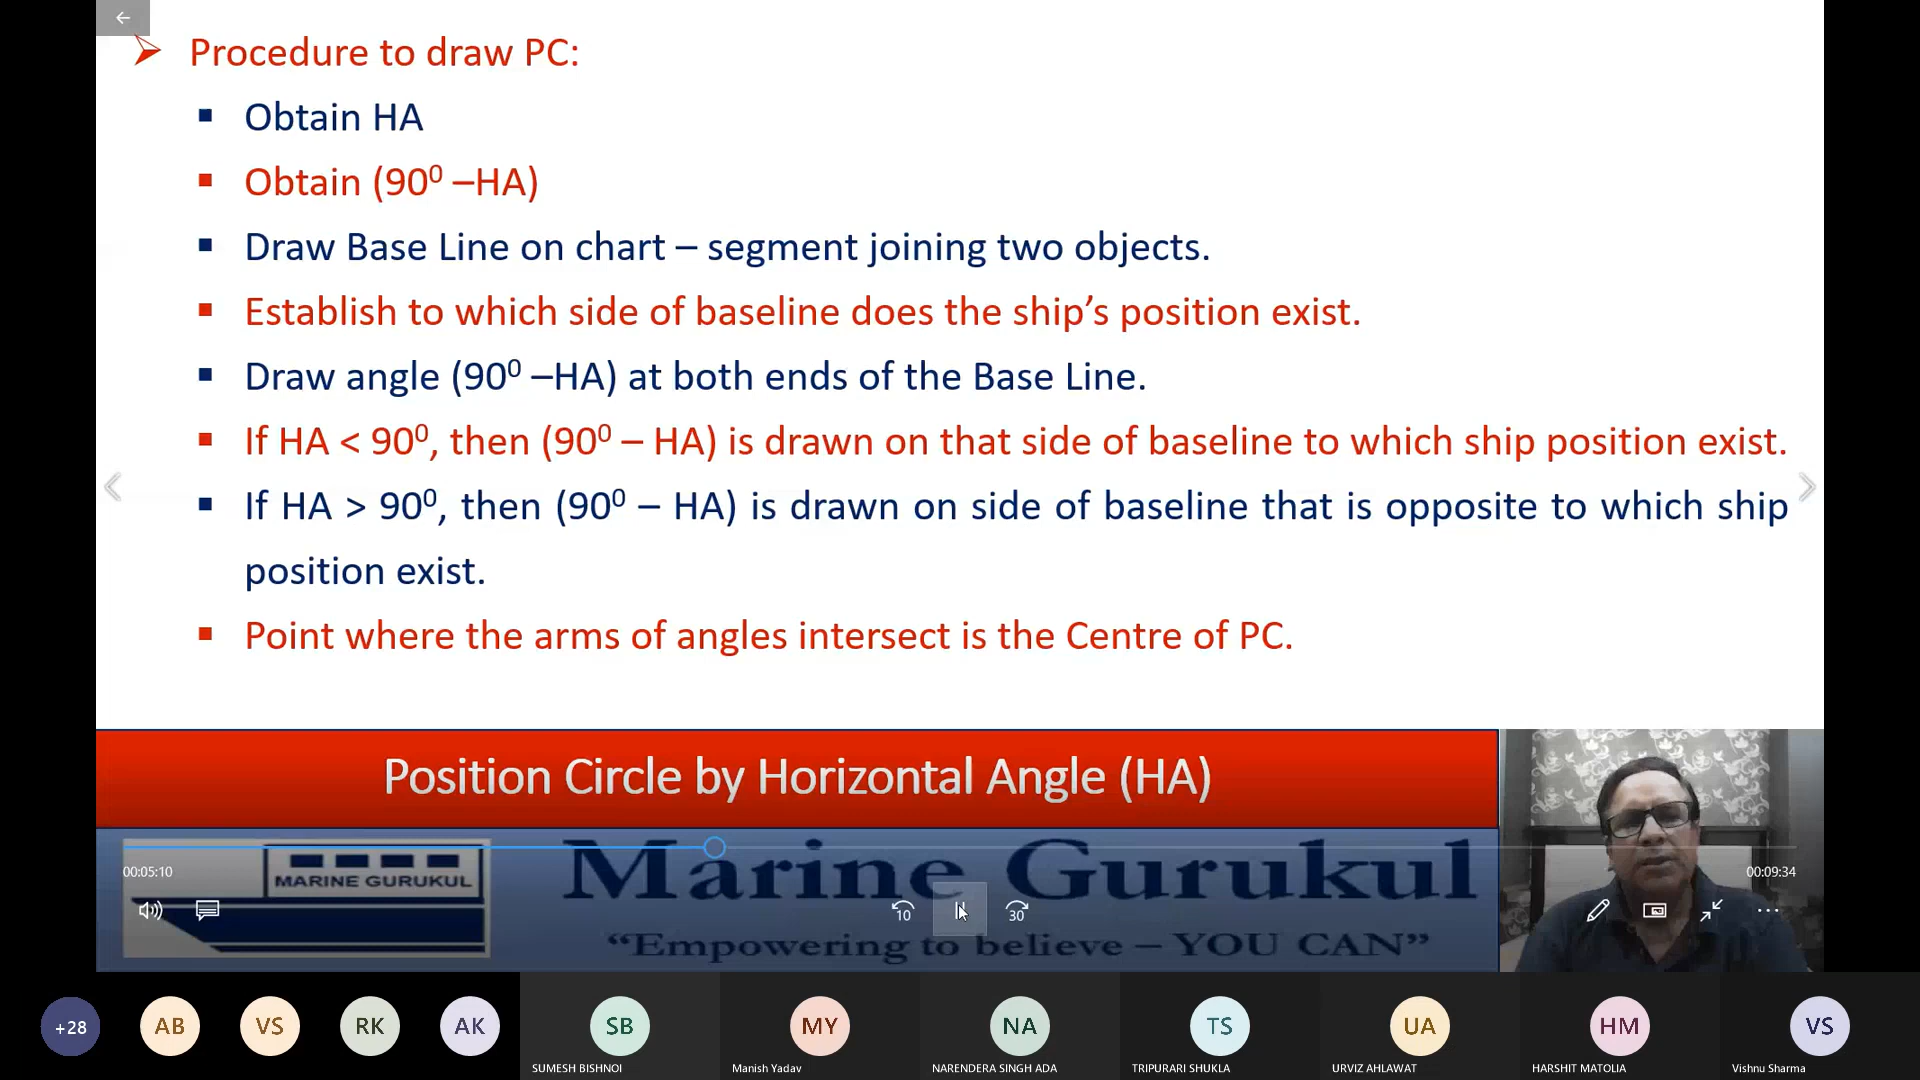 Procedure to draw PC:
Obtain HA
Obtain (90⁰ –HA)
Draw Base Line on chart – segment joining two objects.
Establish to which side of baseline does the ship’s position exist.
Draw angle (90⁰ –HA) at both ends of the Base Line.
If HA < 90⁰, then (90⁰ – HA) is drawn on that side of baseline to which ship position exist.
If HA > 90⁰, then (90⁰ – HA) is drawn on side of baseline that is opposite to which ship
position exist.
Point where the arms of angles intersect is the Centre of PC.
Position Circle by Horizontal Angle (HA)
MARINE GURUKUL
Marine Gurukul
“Empowering to believe – YOU CAN”
00:05:10
00:09:34
10
30
+28
AB
VS
RK
AK
SB
MY
NA
TS
UA
HM
VS
SUMESH BISHNOI
Manish Yadav
NARENDERA SINGH ADA
TRIPURARI SHUKLA
URVIZ AHLAWAT
HARSHIT MATOLIA
Vishnu Sharma